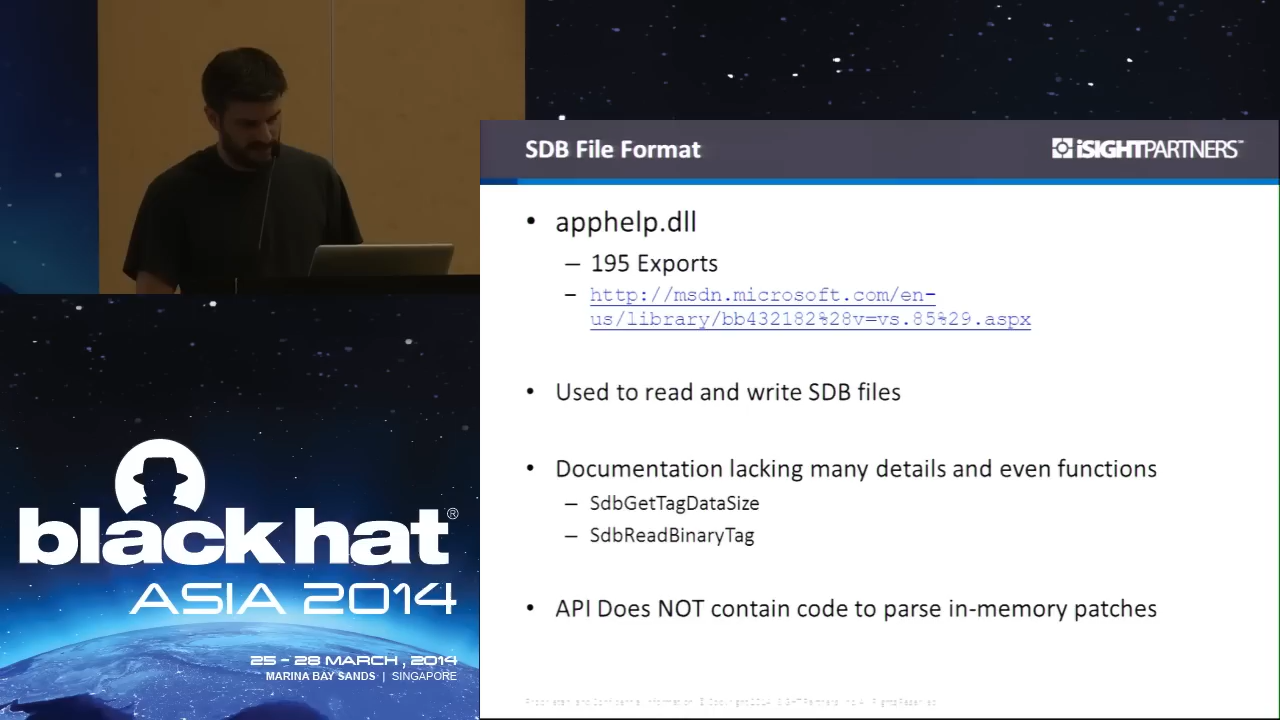 SDB File Format
iSIGHTPARTNERS™
• apphelp.dll
– 195 Exports
– http://msdn.microsoft.com/en-
us/library/bb432182%28v=vs.85%29.aspx
• Used to read and write SDB files
• Documentation lacking many details and even functions
– SdbGetTagDataSize
– SdbReadBinaryTag
• API Does NOT contain code to parse in-memory patches
black hat®
ASIA 2014
25 - 28 MARCH, 2014
MARINA BAY SANDS | SINGAPORE